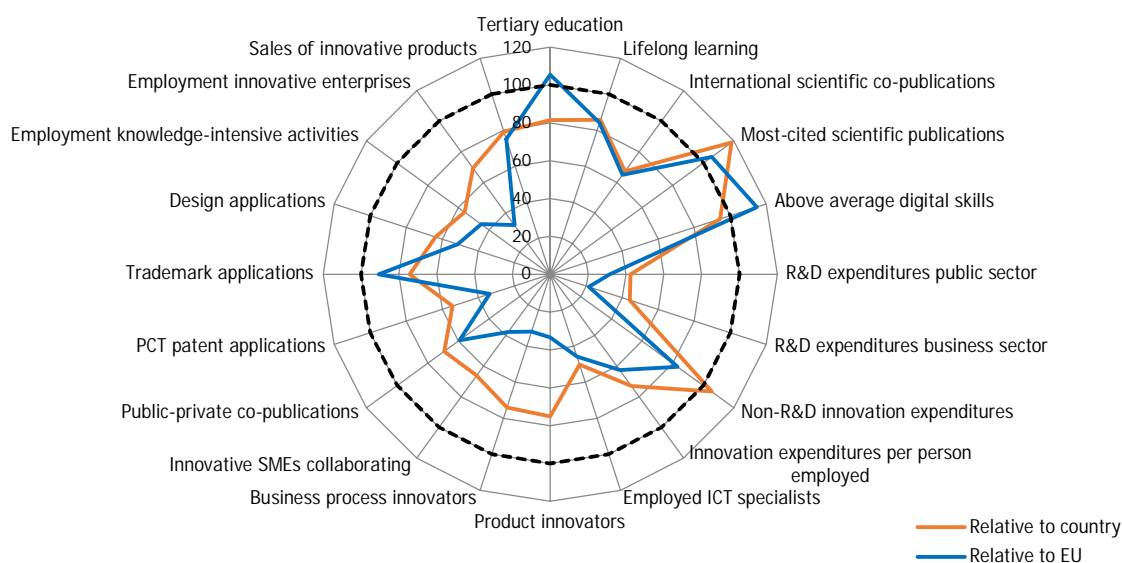 Tertiary education
Lifelong learning
International scientific co-publications
Most-cited scientific publications
Above average digital skills
R&D expenditures public sector
R&D expenditures business sector
Non-R&D innovation expenditures
Innovation expenditures per person
employed
Employed ICT specialists
Product innovators
Business process innovators
Innovative SMEs collaborating
Public-private co-publications
PCT patent applications
Trademark applications
Design applications
Employment knowledge-intensive activities
Employment innovative enterprises
Sales of innovative products
120
100
80
60
40
20
0
Relative to country
Relative to EU